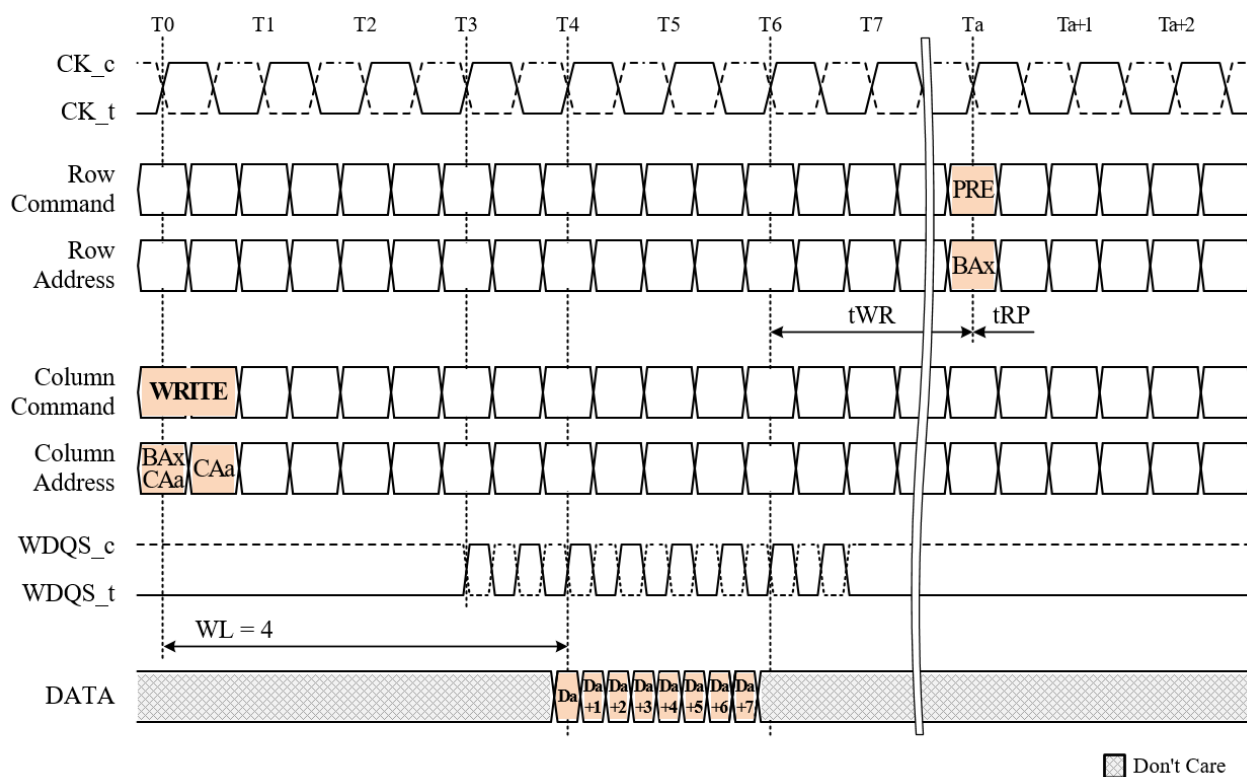 T0 T1 T2 T3 T4 T5 T6 T7 Ta Ta+1 Ta+2
CK_c
CK_t
Row
Command
PRE
Row
Address
BAx
tWR tRP
Column
Command
WRITE
Column
Address
BAx
CAa
CAa
WDQS_c
WDQS_t
WL = 4
DATA
Da
Da
+1
Da
+2
Da
+3
Da
+4
Da
+5
Da
+6
Da
+7
Don't Care